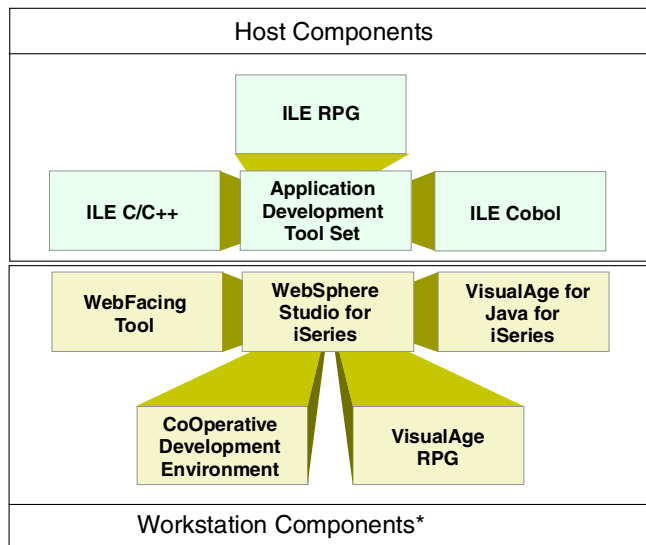 Host Components
ILE RPG
ILE C/C++
Application
Development
Tool Set
ILE Cobol
WebFacing
Tool
WebSphere
Studio for
iSeries
VisualAge for
Java for
iSeries
CoOperative
Development
Environment
VisualAge
RPG
Workstation Components*